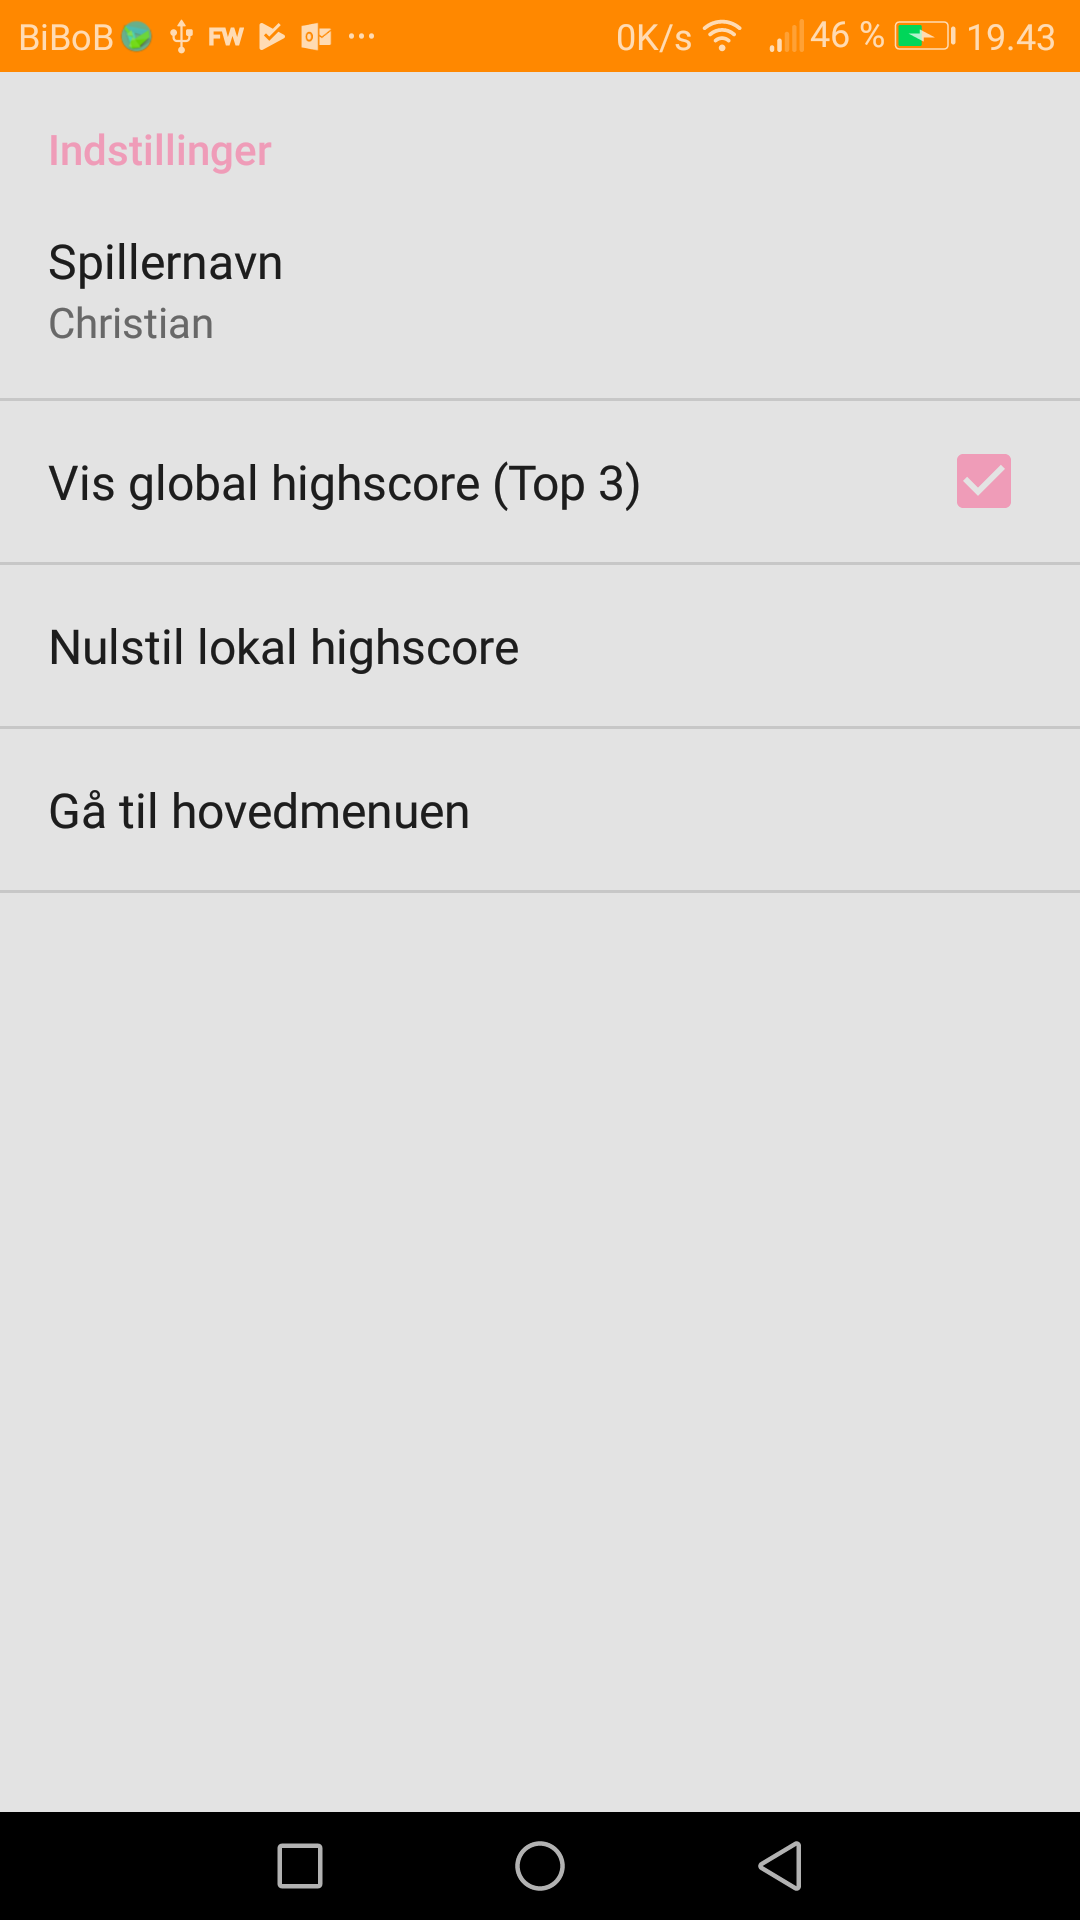 BiBoB FW ... 0K/s 46 % 19.43
Indstillinger
Spillernavn
Christian
Vis global highscore (Top 3)
Nulstil lokal highscore
Gå til hovedmenuen